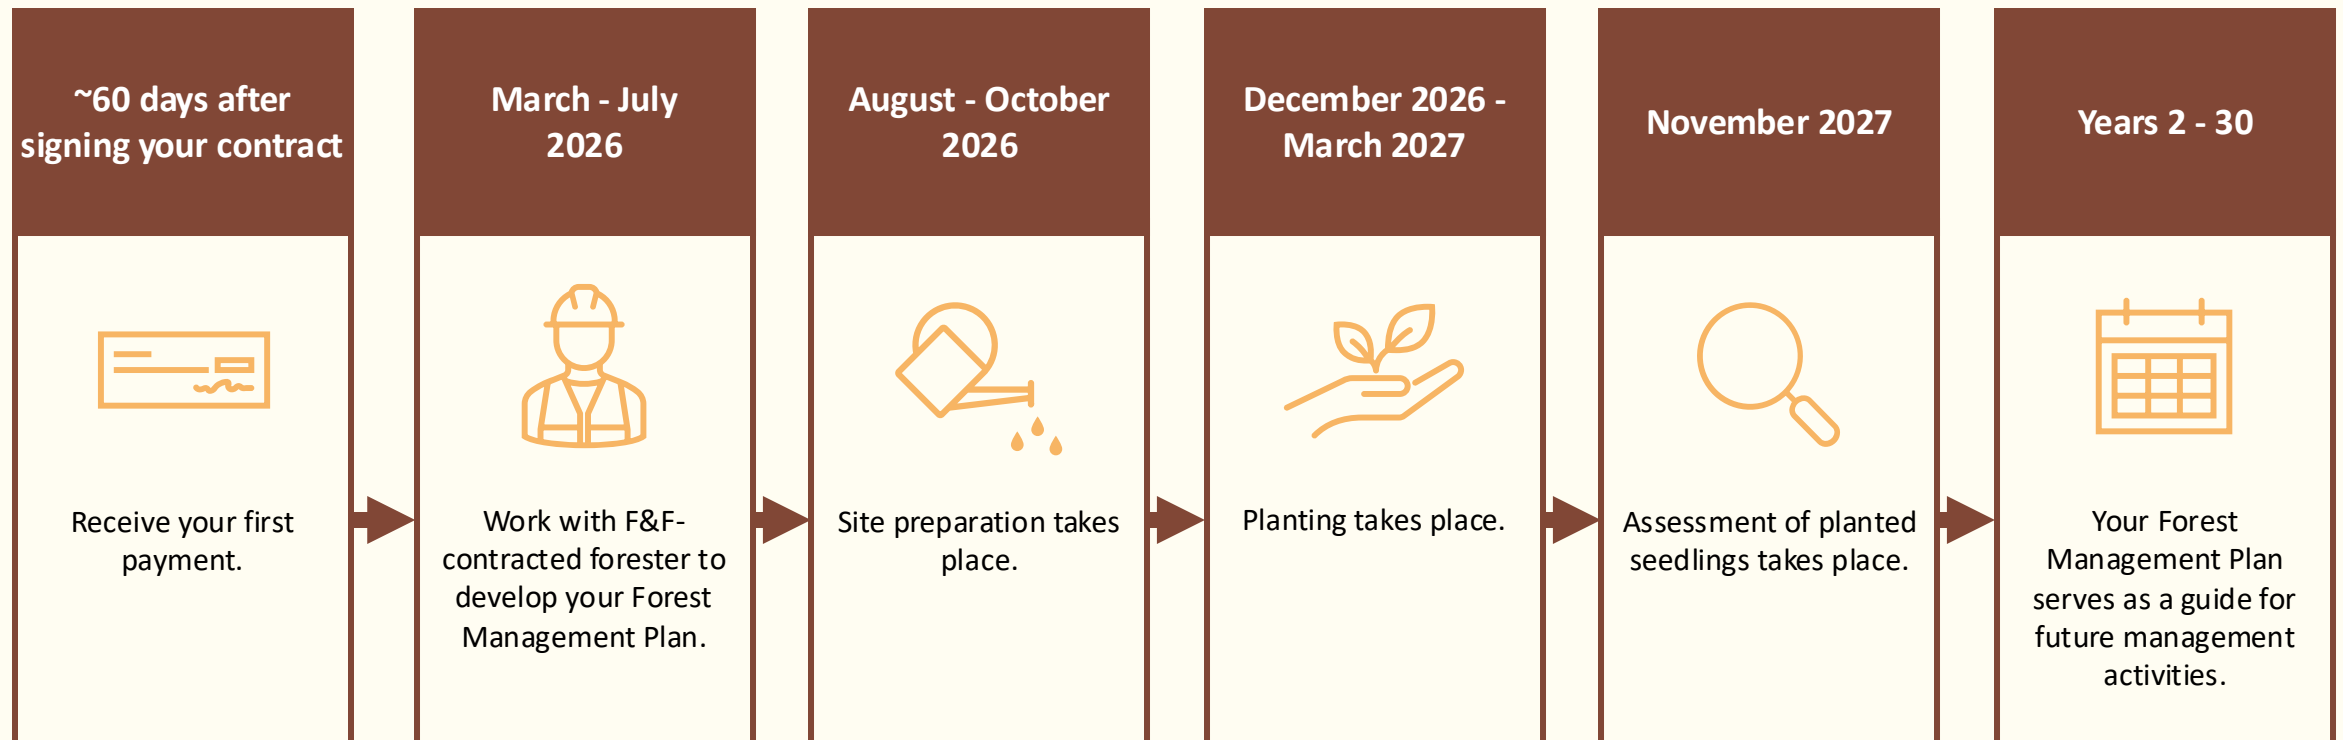 ~60 days after
signing your contract
Receive your first
payment.
March - July
2026
Work with F&F-
contracted forester to
develop your Forest
Management Plan.
August - October
2026
Site preparation takes
place.
December 2026 -
March 2027
Planting takes place.
November 2027
Assessment of planted
seedlings takes place.
Years 2 - 30
Your Forest
Management Plan
serves as a guide for
future management
activities.